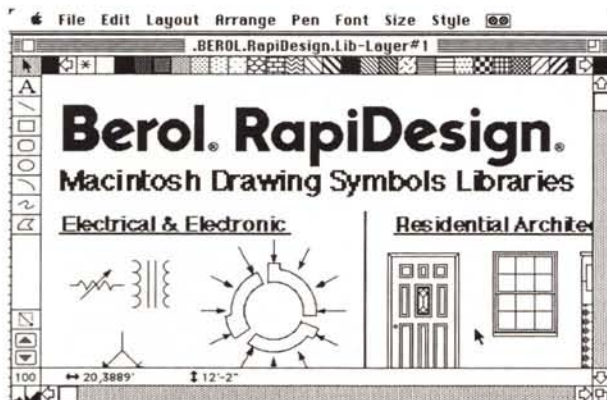 File Edit Layout Arrange Pen Font Size Style
.BEROL.RapiDesign.Lib-Layer#1
A
Berol® RapiDesign®
Macintosh Drawing Symbols Libraries
Electrical & Electronic
Residential Archite
100 ↔ 20,3889' ↕ 12'-2"